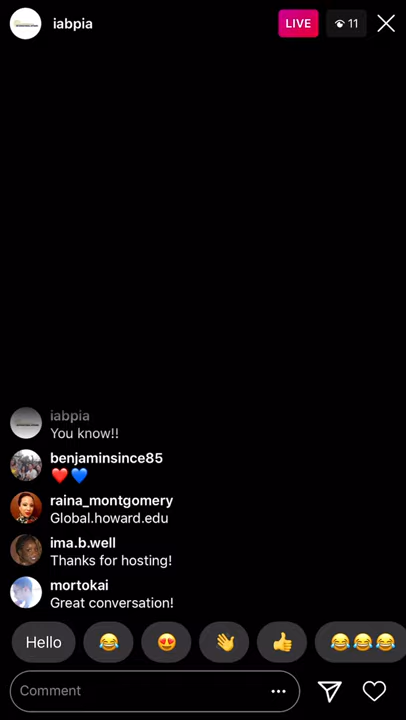 iabpia
LIVE
11
iabpia
You know!!
benjaminsince85
❤️💙
raina_montgomery
Global.howard.edu
ima.b.well
Thanks for hosting!
mortokai
Great conversation!
Hello 😂 😍 👋 👍 😂😂😂
Comment